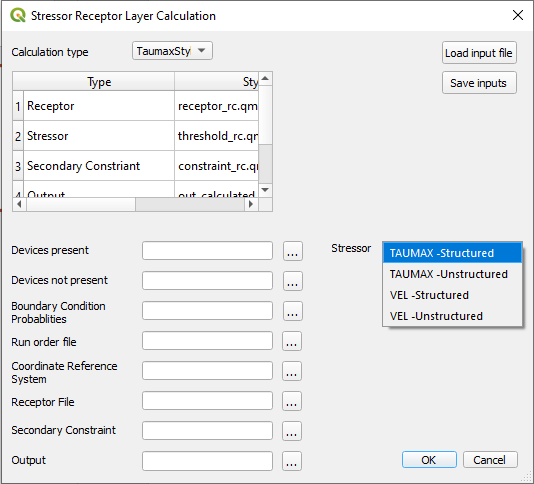 Stressor Receptor Layer Calculation
Calculation type
TaumaxSty
Load input file
Save inputs
Type
Sty
1 Receptor receptor_rc.qm
2 Stressor threshold_rc.qn
3 Secondary Constriant constraint_rc.qn
4 Output out_calculated
Devices present
...
Stressor
TAUMAX -Structured
TAUMAX -Unstructured
VEL -Structured
VEL -Unstructured
Devices not present
...
Boundary Condition
Probablities
...
Run order file
...
Coordinate Reference
System
...
Receptor File
...
Secondary Constraint
...
Output
...
OK
Cancel